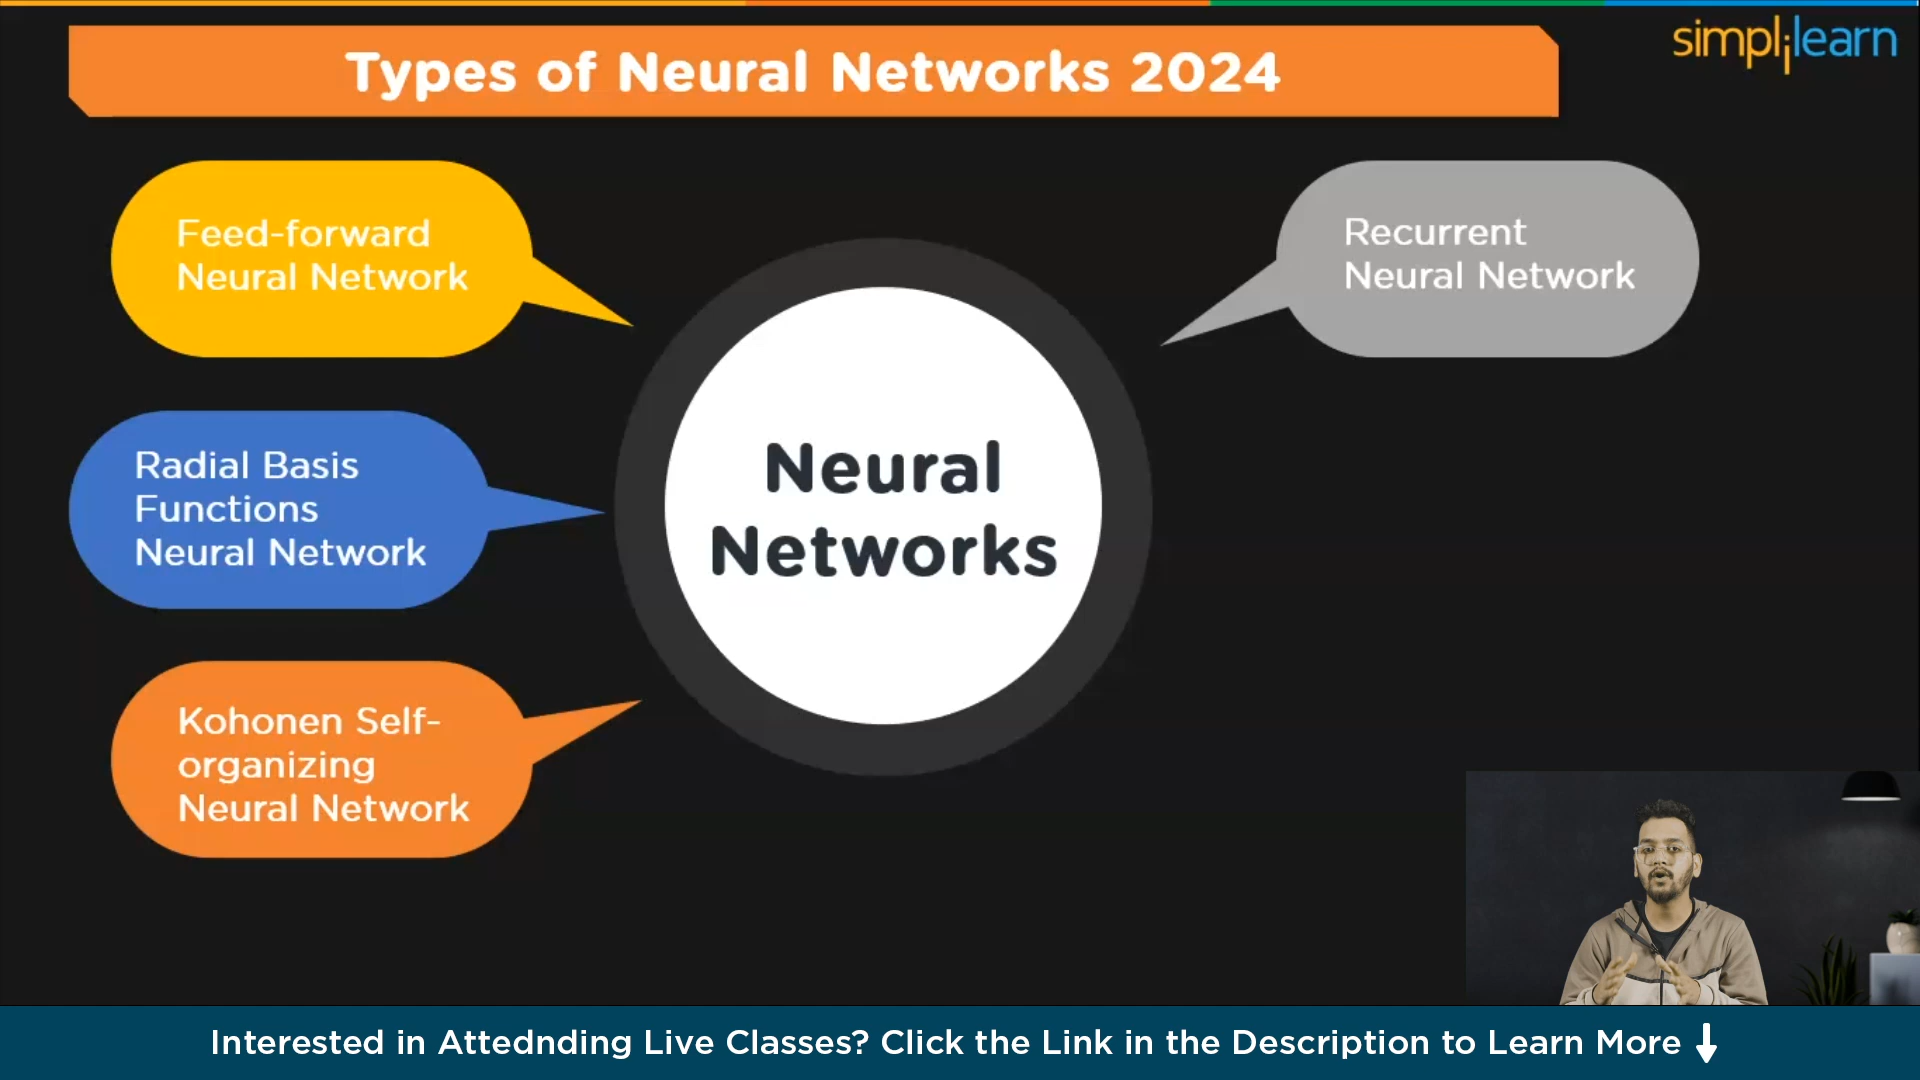 Types of Neural Networks 2024
simplilearn
Feed-forward
Neural Network
Recurrent
Neural Network
Radial Basis
Functions
Neural Network
Neural
Networks
Kohonen Self-
organizing
Neural Network
Interested in Attednding Live Classes? Click the Link in the Description to Learn More